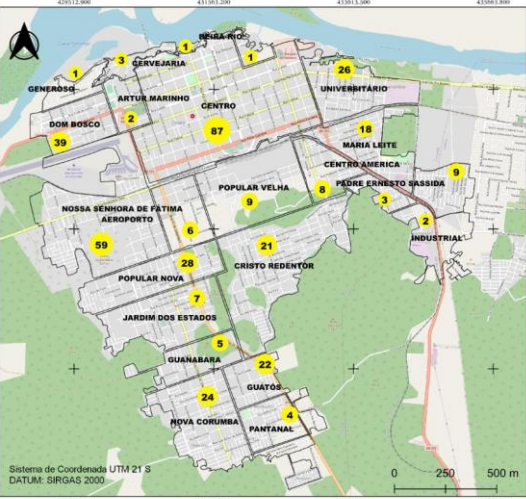 BEIRA RIO
1
1
3
CERVEJARIA
1
GENEROSO
26
UNIVERSITÁRIO
ARTUR MARINHO
CENTRO
2
DOM BOSCO
39
87
18
MARIA LEITE
CENTRO AMERICA
9
POPULAR VELHA
8
PADRE ERNESTO SASSIDA
9
3
NOSSA SENHORA DE FÁTIMA
AEROPORTO
2
INDUSTRIAL
6
59
21
28
CRISTO REDENTOR
POPULAR NOVA
7
JARDIM DOS ESTADOS
5
GUANABARA
22
GUATÓS
24
4
NOVA CORUMBÁ
PANTANAL
Sistema de Coordenada UTM 21 S
DATUM: SIRGAS 2000
0 250 500 m